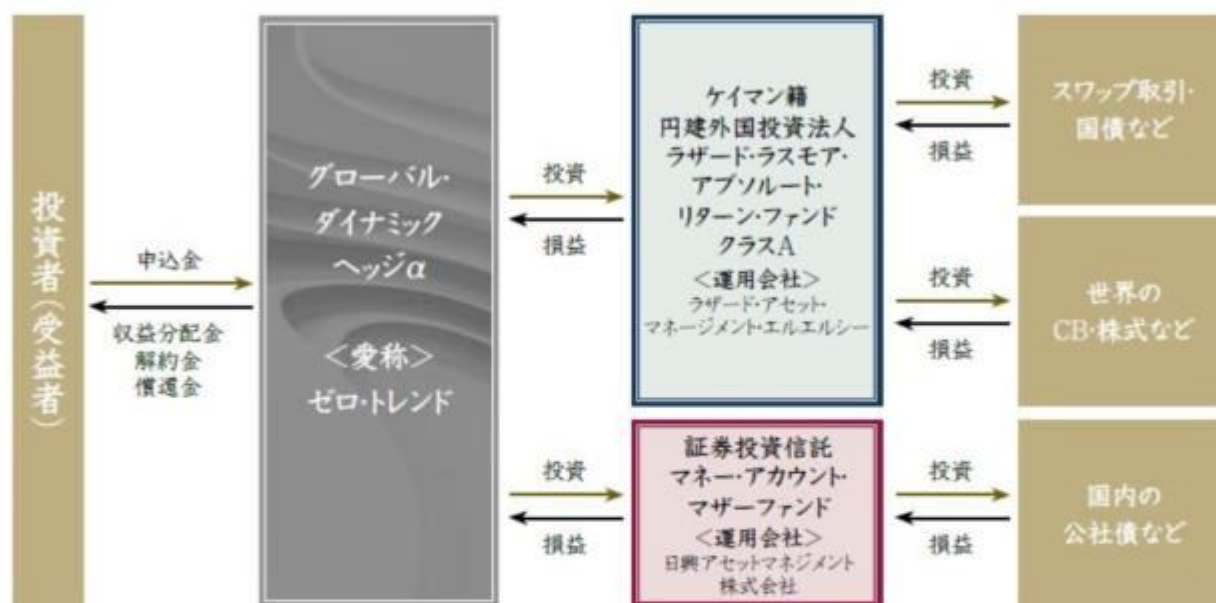 投資者(受益者)
申込金
収益分配金
解約金
償還金
グローバル・
ダイナミック
ヘッジα
＜愛称＞
ゼロ・トレンド
投資
損益
投資
損益
ケイマン籍
円建外国投資法人
ラザード・ラスモア・
アブソルート・
リターン・ファンド
クラスA
＜運用会社＞
ラザード・アセット・
マネージメント・エルエルシー
証券投資信託
マネー・アカウント・
マザーファンド
＜運用会社＞
日興アセットマネジメント
株式会社
投資
損益
投資
損益
投資
損益
スワップ取引・
国債など
世界の
CB・株式など
国内の
公社債など